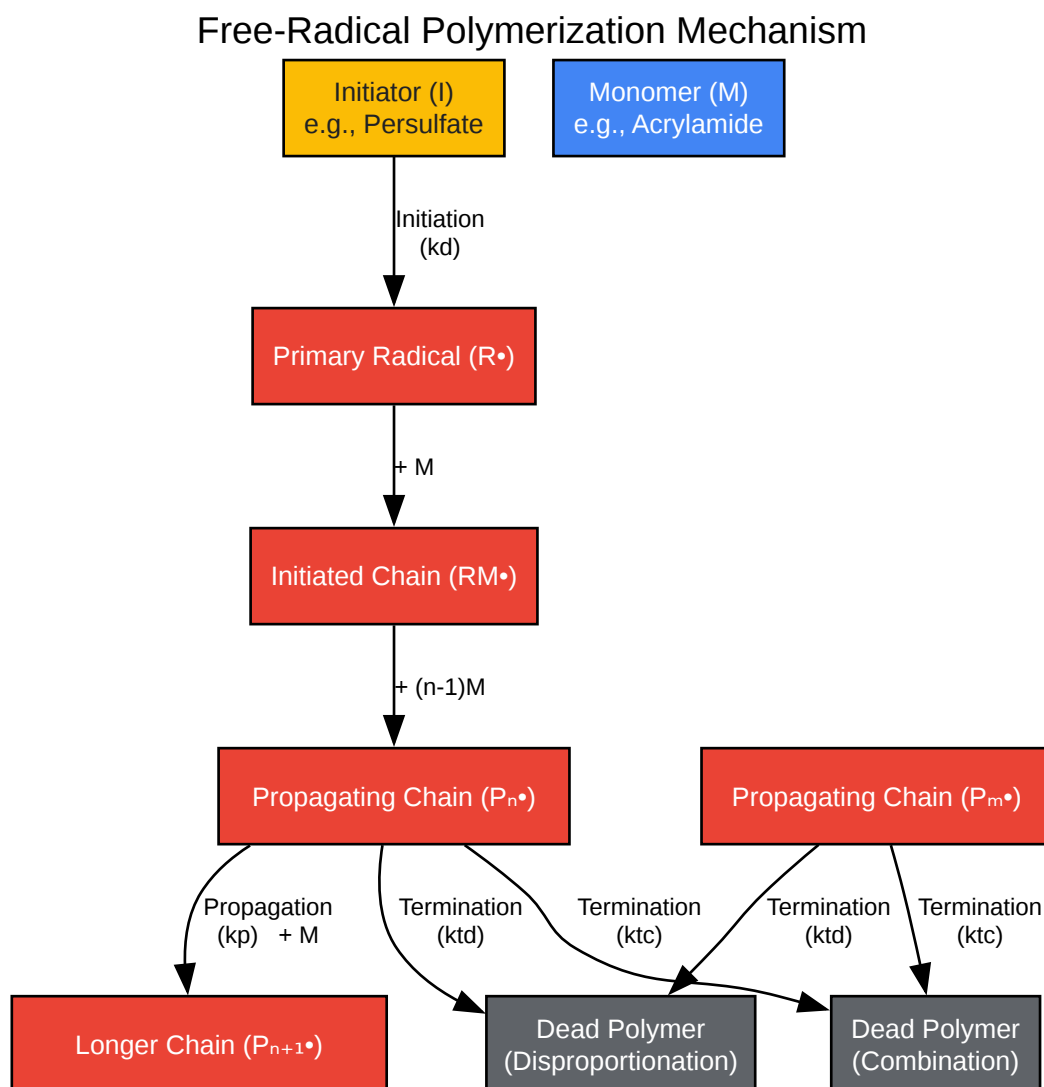 Free-Radical Polymerization Mechanism
Initiator (I)
e.g., Persulfate
Monomer (M)
e.g., Acrylamide
Initiation
(kd)
Primary Radical (R•)
+ M
Initiated Chain (RM•)
+ (n-1)M
Propagating Chain (Pₙ•)
Propagating Chain (Pₘ•)
Propagation
(kp) + M
Termination
(ktd)
Termination
(ktc)
Termination
(ktd)
Termination
(ktc)
Longer Chain (Pₙ₊₁•)
Dead Polymer
(Disproportionation)
Dead Polymer
(Combination)